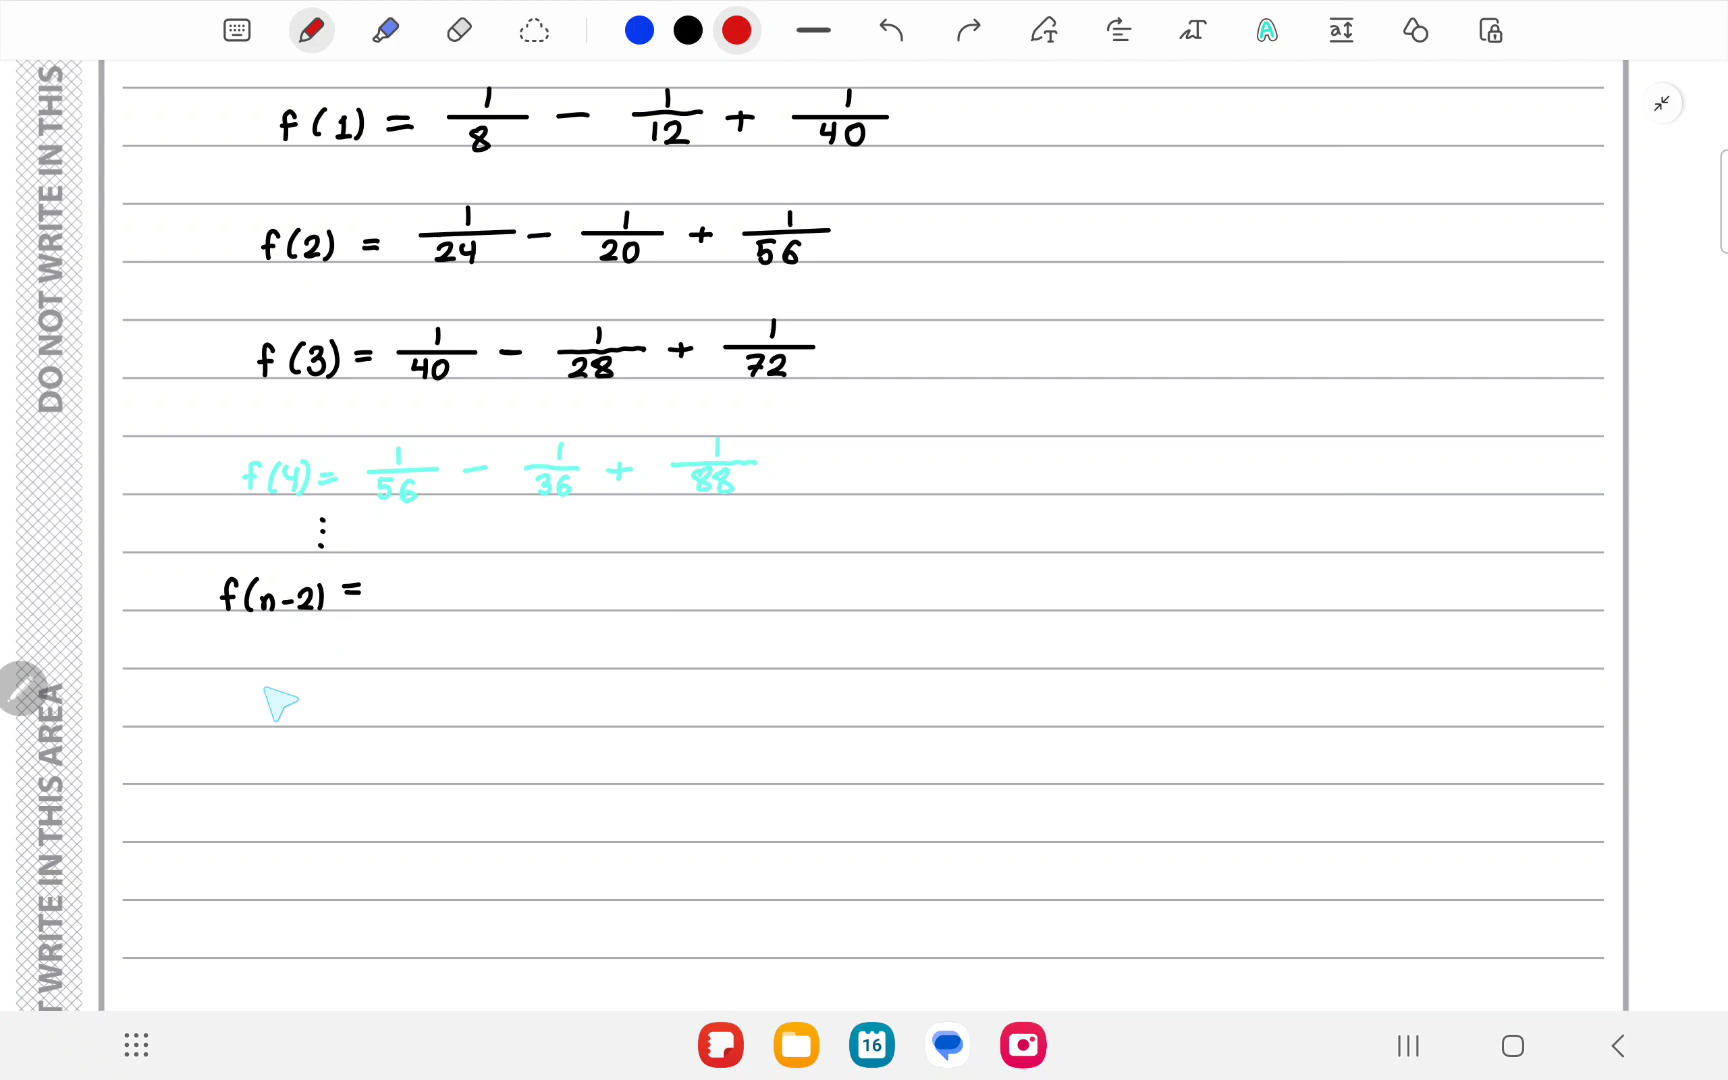 DO NOT WRITE IN THIS
T WRITE IN THIS AREA
f(1) = 1/8 - 1/12 + 1/40
f(2) = 1/24 - 1/20 + 1/56
f(3) = 1/40 - 1/28 + 1/72
f(4) = 1/56 - 1/36 + 1/88
⋮
f(n-2) =
16